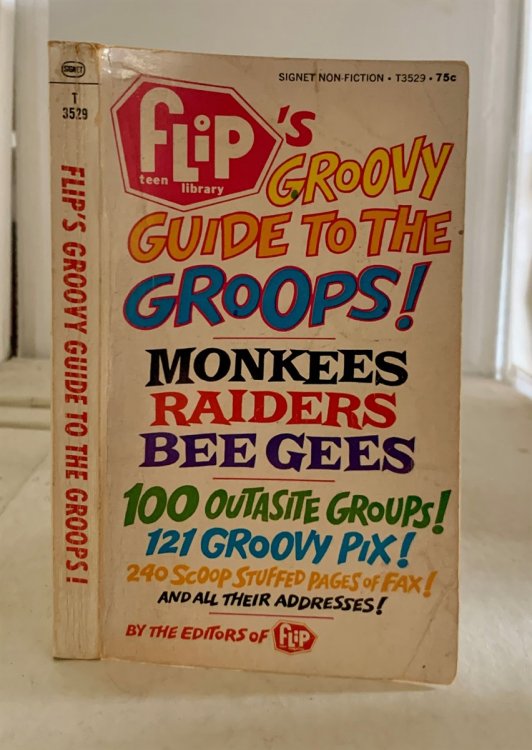 SIGNET
T
3529
FLIP'S GROOVY GUIDE TO THE GROOPS!
SIGNET NON-FICTION • T3529 • 75c
FLiP
teen library
's
GROOVY
GUIDE TO THE
GROOPS!
MONKEES
RAIDERS
BEE GEES
100 OUTASITE GROUPS!
121 GROOVY PIX!
240 SCOOP STUFFED PAGES OF FAX!
AND ALL THEIR ADDRESSES!
BY THE EDITORS OF FLiP